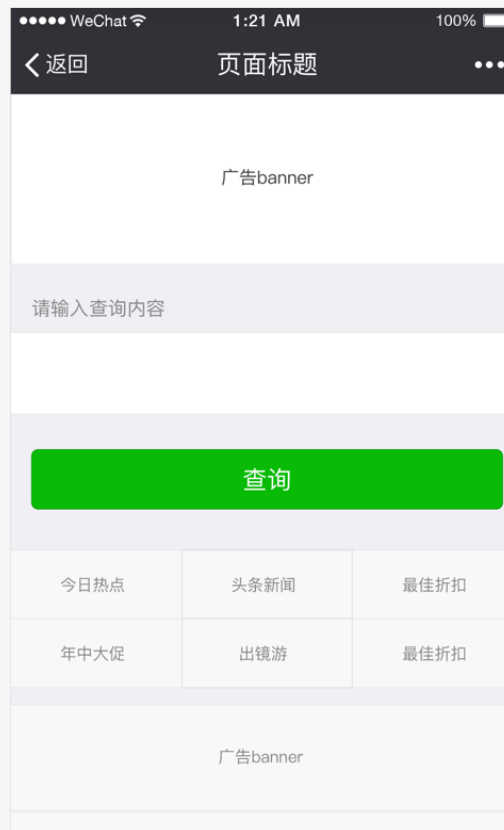 WeChat 1:21 AM 100%
返回 页面标题
广告banner
请输入查询内容
查询
今日热点 头条新闻 最佳折扣
年中大促 出镜游 最佳折扣
广告banner